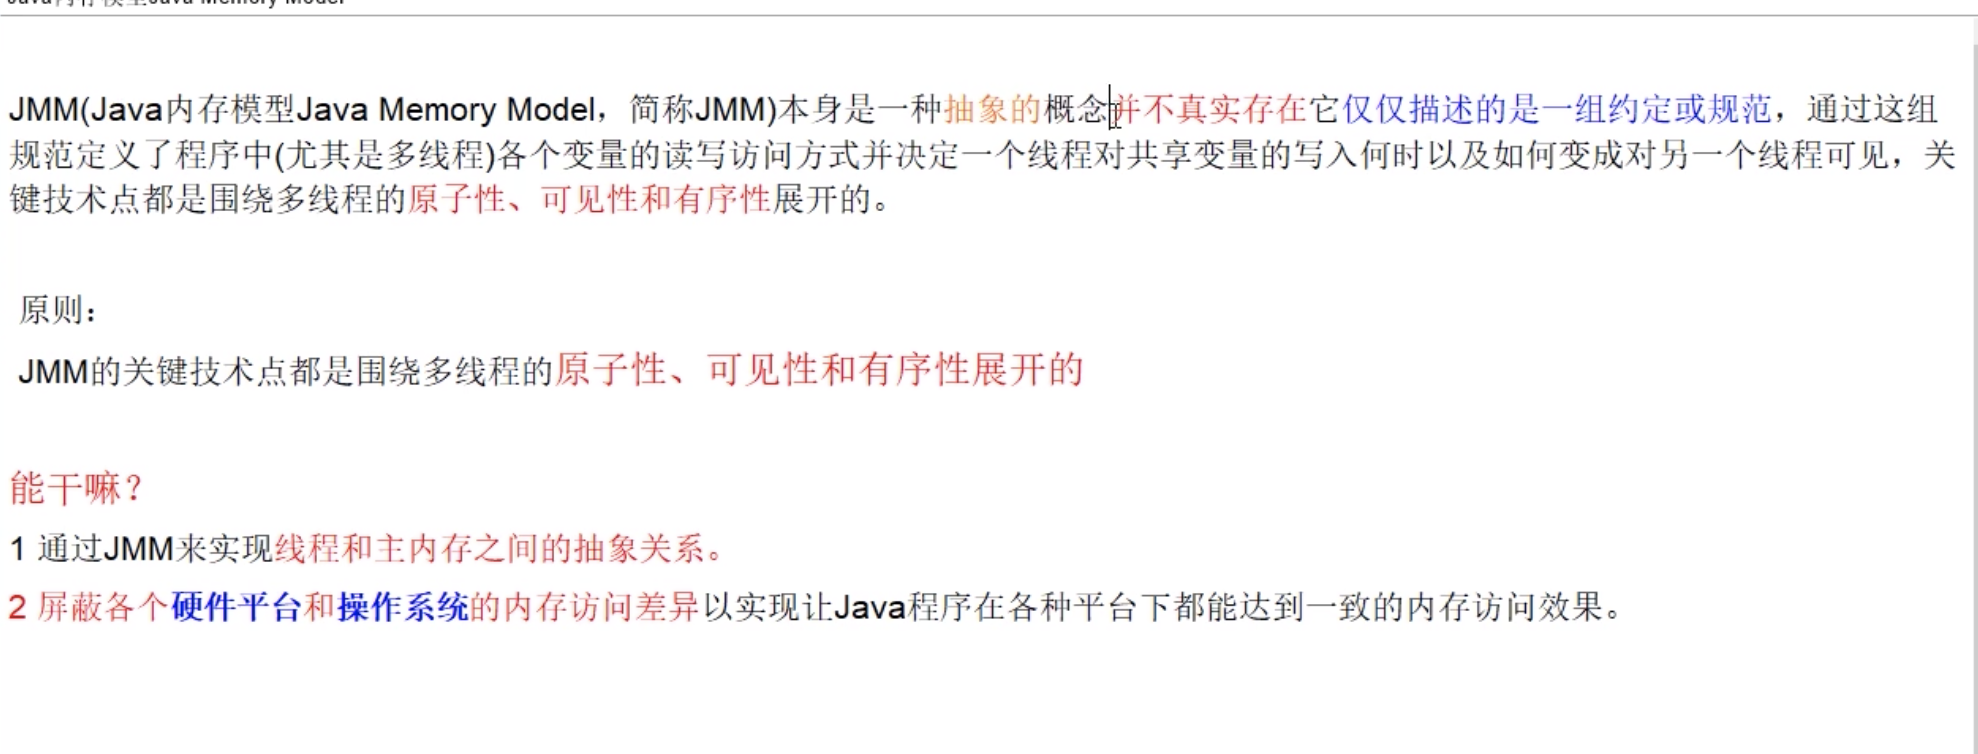 Java内存模型Java Memory Model
JMM(Java内存模型Java Memory Model，简称JMM)本身是一种抽象的概念并不真实存在它仅仅描述的是一组约定或规范，通过这组
规范定义了程序中(尤其是多线程)各个变量的读写访问方式并决定一个线程对共享变量的写入何时以及如何变成对另一个线程可见，关
键技术点都是围绕多线程的原子性、可见性和有序性展开的。
原则：
JMM的关键技术点都是围绕多线程的原子性、可见性和有序性展开的
能干嘛？
1 通过JMM来实现线程和主内存之间的抽象关系。
2 屏蔽各个硬件平台和操作系统的内存访问差异以实现让Java程序在各种平台下都能达到一致的内存访问效果。